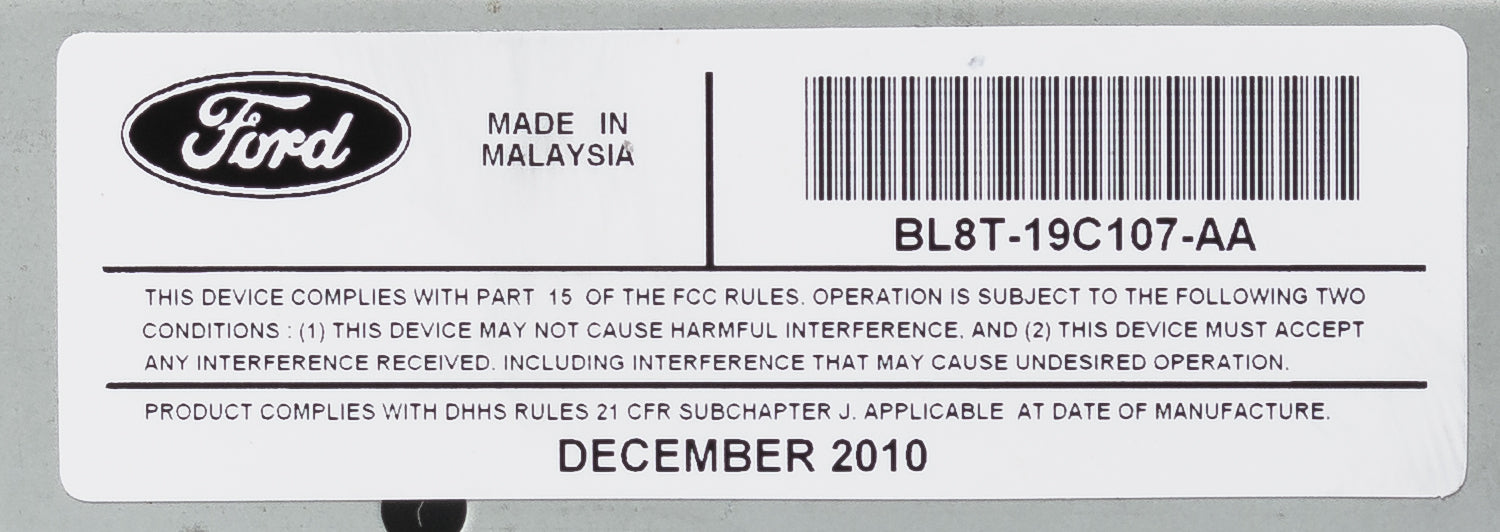 Ford
MADE IN
MALAYSIA
BL8T-19C107-AA
THIS DEVICE COMPLIES WITH PART 15 OF THE FCC RULES. OPERATION IS SUBJECT TO THE FOLLOWING TWO
CONDITIONS : (1) THIS DEVICE MAY NOT CAUSE HARMFUL INTERFERENCE, AND (2) THIS DEVICE MUST ACCEPT
ANY INTERFERENCE RECEIVED. INCLUDING INTERFERENCE THAT MAY CAUSE UNDESIRED OPERATION.
PRODUCT COMPLIES WITH DHHS RULES 21 CFR SUBCHAPTER J. APPLICABLE AT DATE OF MANUFACTURE.
DECEMBER 2010